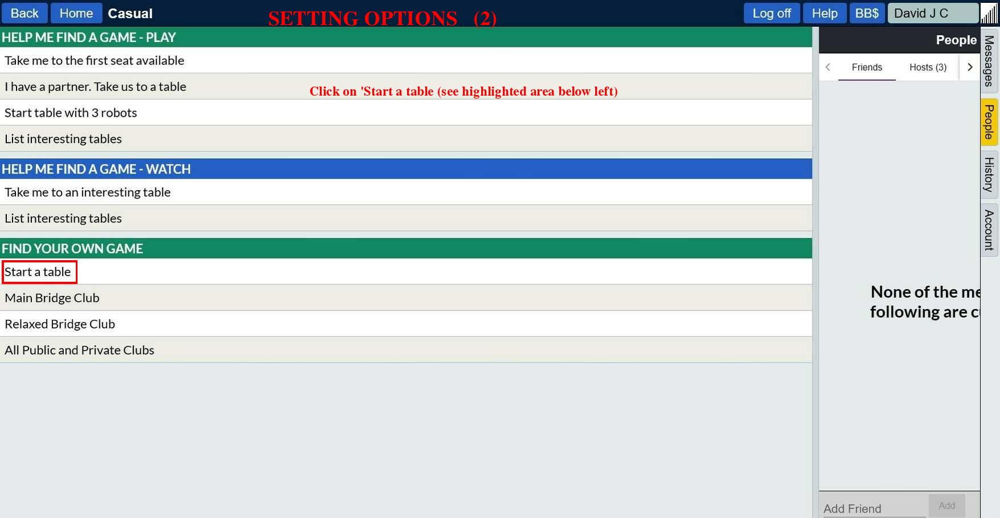 Back Home Casual SETTING OPTIONS (2) Log off Help BB$ David J C
HELP ME FIND A GAME - PLAY
Take me to the first seat available
I have a partner. Take us to a table
Click on 'Start a table (see highlighted area below left)
Start table with 3 robots
List interesting tables
HELP ME FIND A GAME - WATCH
Take me to an interesting table
List interesting tables
FIND YOUR OWN GAME
Start a table
Main Bridge Club
Relaxed Bridge Club
All Public and Private Clubs
People
Friends Hosts (3)
None of the me
following are c
Add Friend Add
Messages
People
History
Account